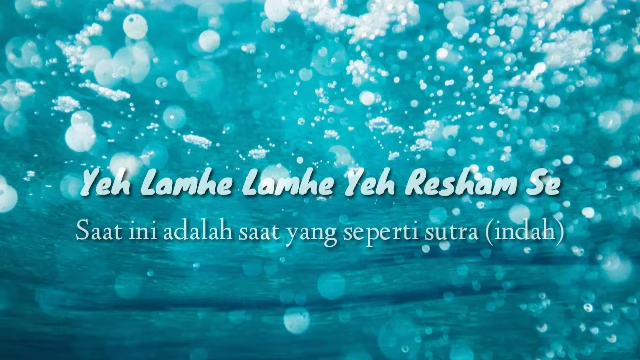 Yeh Lamhe Lamhe Yeh Resham Se
Saat ini adalah saat yang seperti sutra (indah)